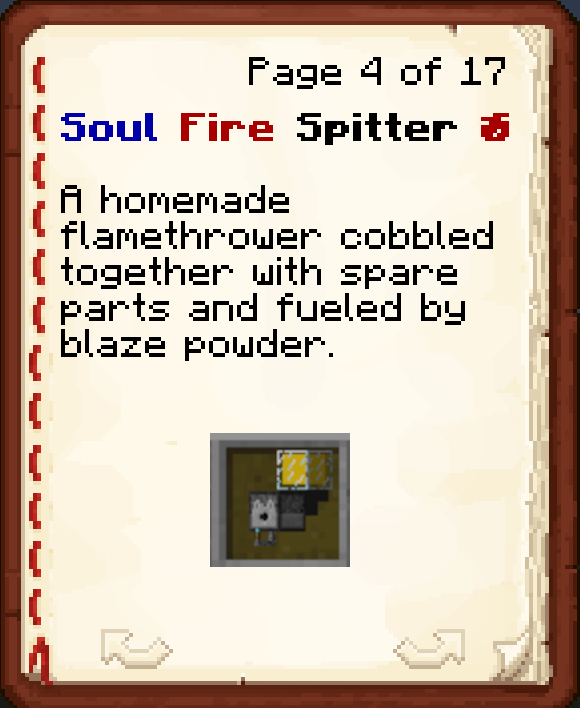 Page 4 of 17
Soul Fire Spitter
A homemade
flamethrower cobbled
together with spare
parts and fueled by
blaze powder.